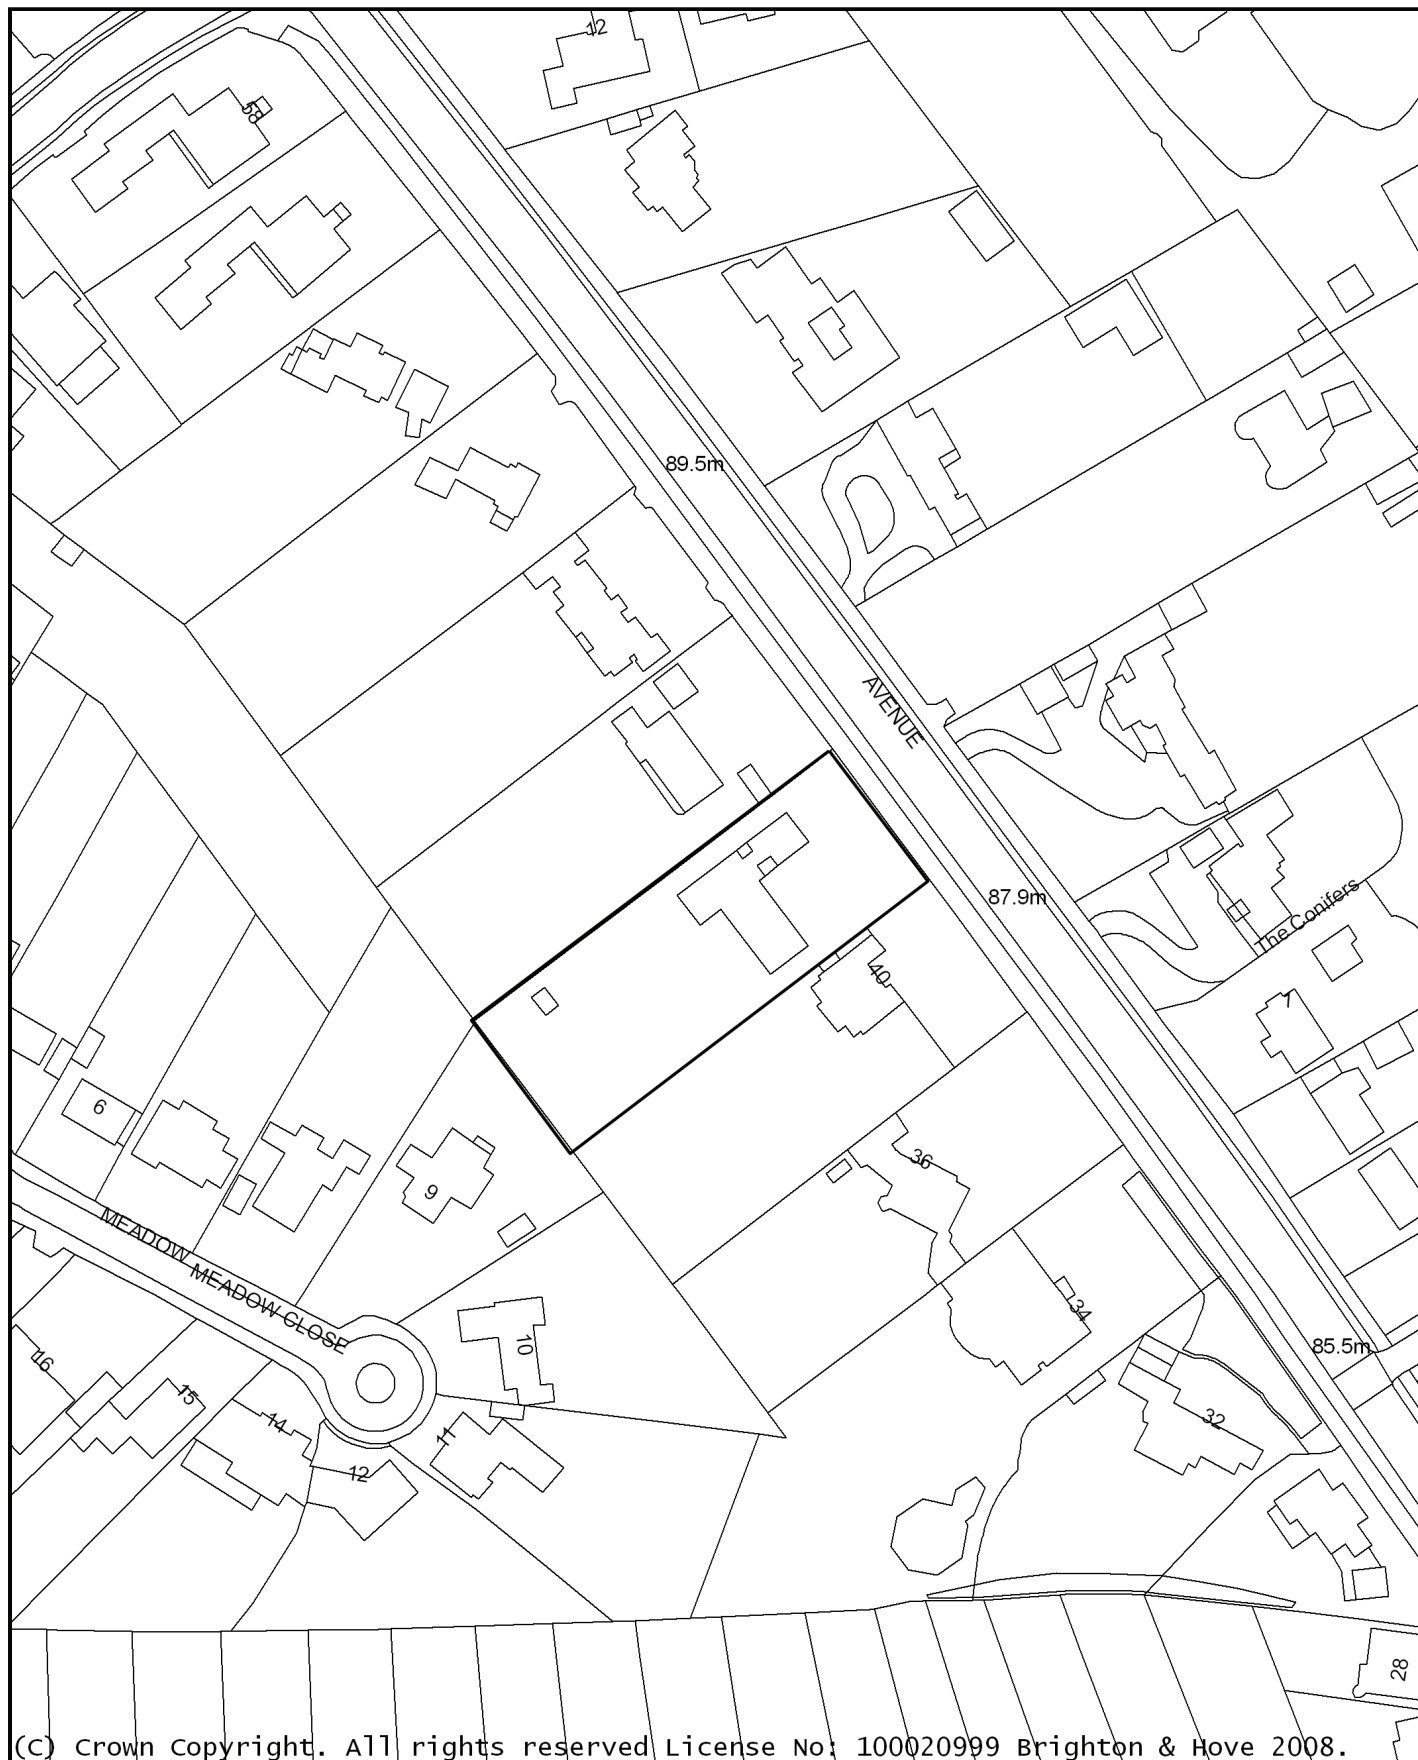 12
58
89.5m
AVENUE
87.9m
The Conifers
40
1
6
36
9
MEADOW
MEADOW CLOSE
34
10
85.5m
16
15
14
11
32
12
28
(C) Crown Copyright. All rights reserved License No: 100020999 Brighton & Hove 2008.